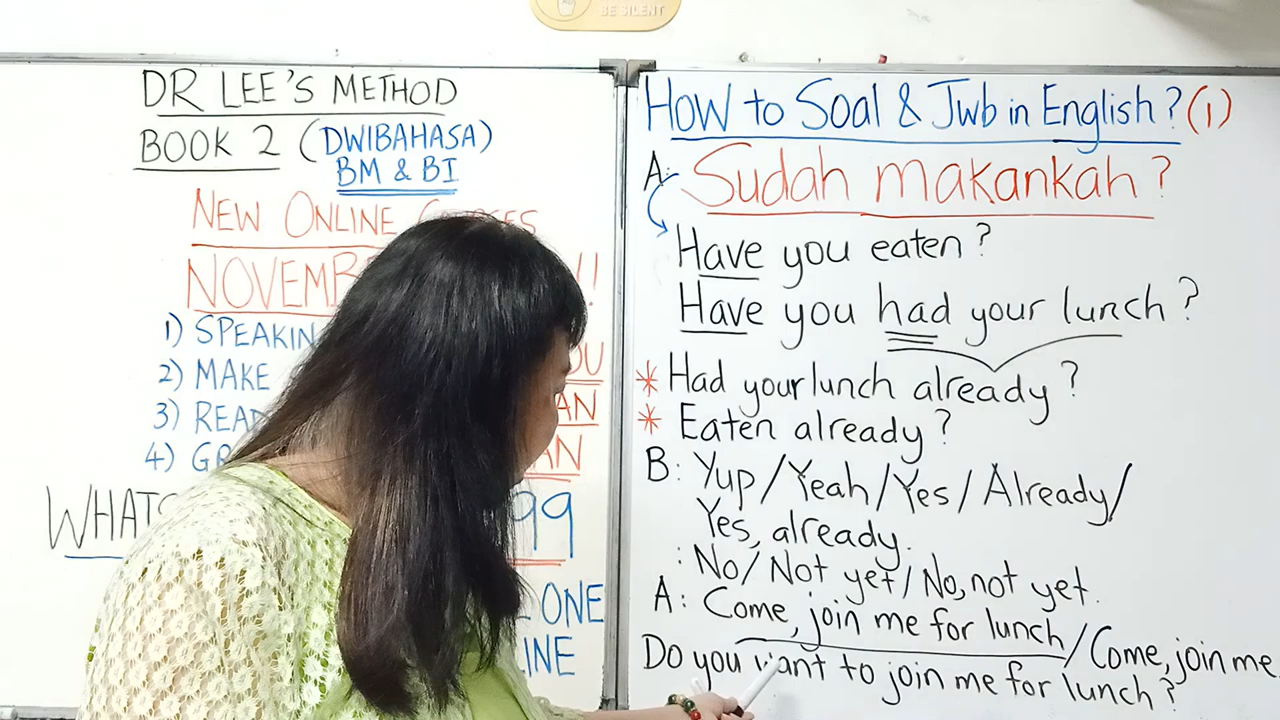 BE SILENT
DR LEE'S METHOD
BOOK 2 (DWIBAHASA)
BM & BI
NEW ONLINE
NOVEMB !!
1) SPEAKIN
2) MAKE
3) READ AN
4) GR AN
WHATS 99
ONE
LINE
HOW to Soal & Jwb in English? (1)
A: Sudah makankah?
Have you eaten?
Have you had your lunch?
* Had your lunch already?
* Eaten already?
B: Yup/Yeah/Yes/Already/
Yes, already.
: No/Not yet/No, not yet.
A: Come, join me for lunch/Come, join me
Do you want to join me for lunch?